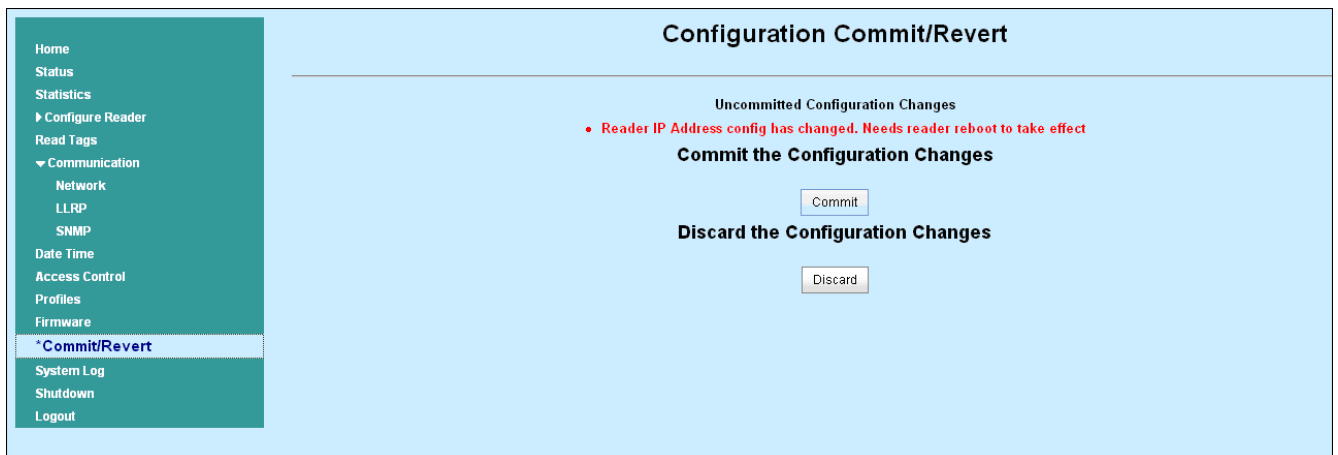 Home
Status
Statistics
Configure Reader
Read Tags
Communication
Network
LLRP
SNMP
Date Time
Access Control
Profiles
Firmware
*Commit/Revert
System Log
Shutdown
Logout
Configuration Commit/Revert
Uncommitted Configuration Changes
• Reader IP Address config has changed. Needs reader reboot to take effect
Commit the Configuration Changes
Commit
Discard the Configuration Changes
Discard